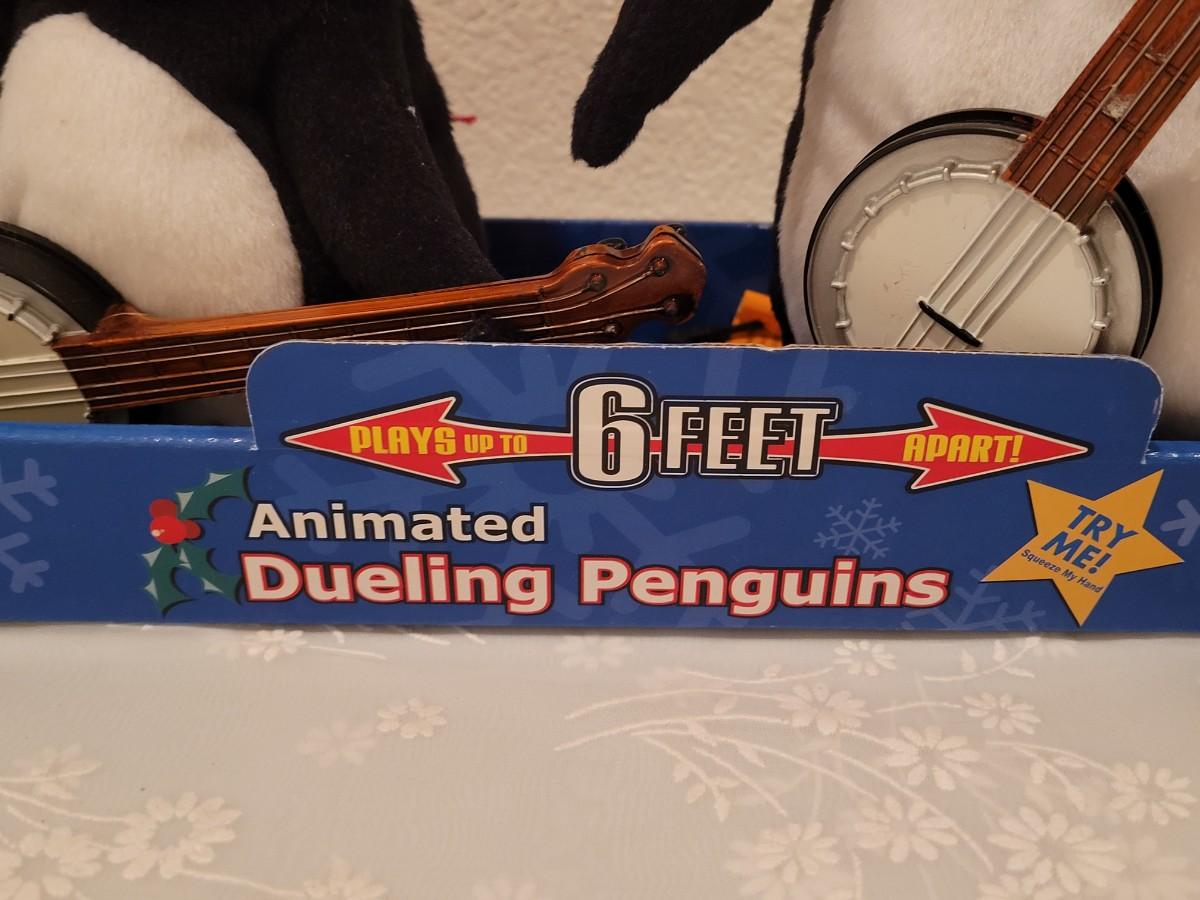 PLAYS UP TO 6 FEET APART!
Animated
Dueling Penguins
TRY
ME!
Squeeze My Hand